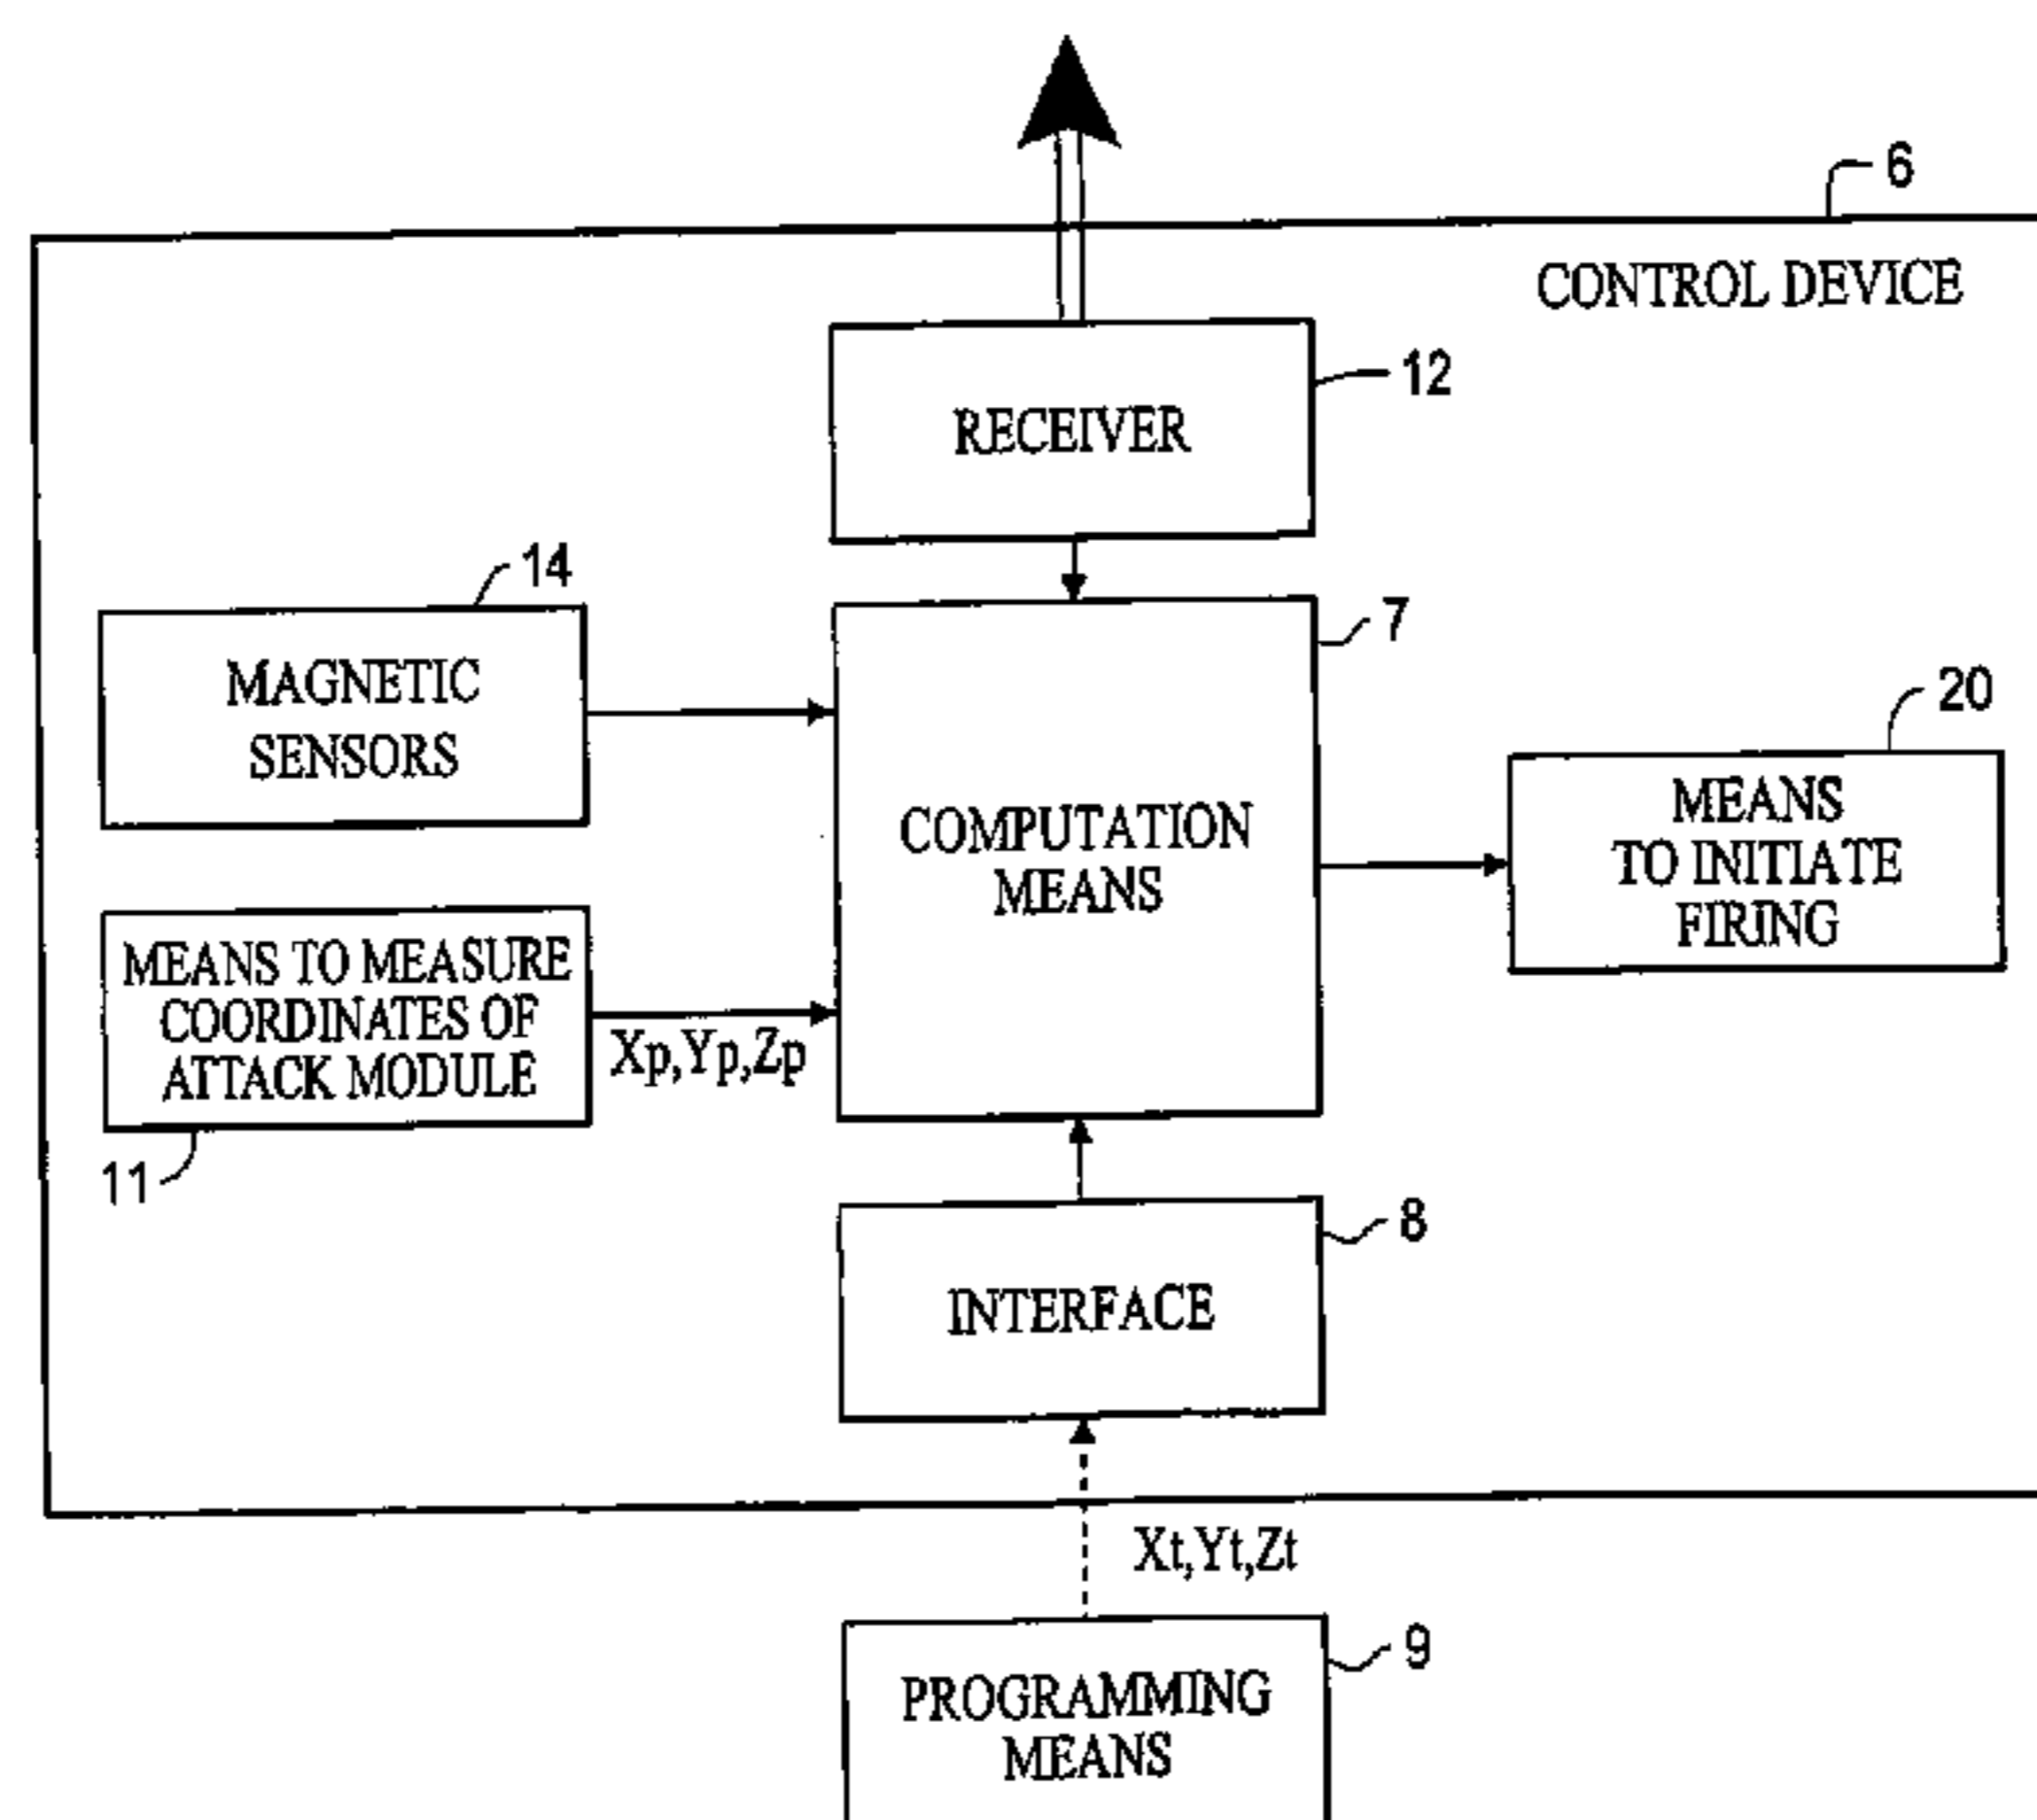 6
CONTROL DEVICE
12
RECEIVER
14
MAGNETIC
SENSORS
7
COMPUTATION
MEANS
20
MEANS
TO INITIATE
FIRING
MEANS TO MEASURE
COORDINATES OF
ATTACK MODULE
Xp,Yp,Zp
11
8
INTERFACE
Xt,Yt,Zt
9
PROGRAMMING
MEANS